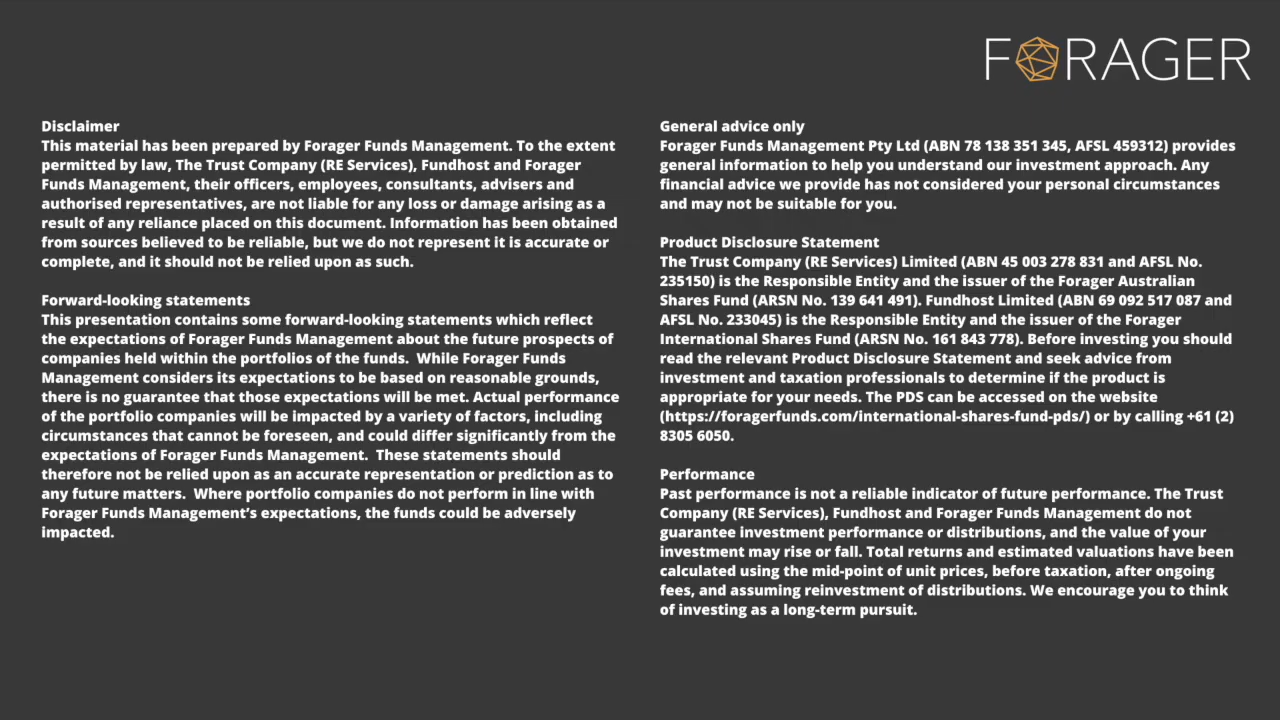 FORAGER
Disclaimer
This material has been prepared by Forager Funds Management. To the extent
permitted by law, The Trust Company (RE Services), Fundhost and Forager
Funds Management, their officers, employees, consultants, advisers and
authorised representatives, are not liable for any loss or damage arising as a
result of any reliance placed on this document. Information has been obtained
from sources believed to be reliable, but we do not represent it is accurate or
complete, and it should not be relied upon as such.
Forward-looking statements
This presentation contains some forward-looking statements which reflect
the expectations of Forager Funds Management about the future prospects of
companies held within the portfolios of the funds.  While Forager Funds
Management considers its expectations to be based on reasonable grounds,
there is no guarantee that those expectations will be met. Actual performance
of the portfolio companies will be impacted by a variety of factors, including
circumstances that cannot be foreseen, and could differ significantly from the
expectations of Forager Funds Management.  These statements should
therefore not be relied upon as an accurate representation or prediction as to
any future matters.  Where portfolio companies do not perform in line with
Forager Funds Management’s expectations, the funds could be adversely
impacted.
General advice only
Forager Funds Management Pty Ltd (ABN 78 138 351 345, AFSL 459312) provides
general information to help you understand our investment approach. Any
financial advice we provide has not considered your personal circumstances
and may not be suitable for you.
Product Disclosure Statement
The Trust Company (RE Services) Limited (ABN 45 003 278 831 and AFSL No.
235150) is the Responsible Entity and the issuer of the Forager Australian
Shares Fund (ARSN No. 139 641 491). Fundhost Limited (ABN 69 092 517 087 and
AFSL No. 233045) is the Responsible Entity and the issuer of the Forager
International Shares Fund (ARSN No. 161 843 778). Before investing you should
read the relevant Product Disclosure Statement and seek advice from
investment and taxation professionals to determine if the product is
appropriate for your needs. The PDS can be accessed on the website
(https://foragerfunds.com/international-shares-fund-pds/) or by calling +61 (2)
8305 6050.
Performance
Past performance is not a reliable indicator of future performance. The Trust
Company (RE Services), Fundhost and Forager Funds Management do not
guarantee investment performance or distributions, and the value of your
investment may rise or fall. Total returns and estimated valuations have been
calculated using the mid-point of unit prices, before taxation, after ongoing
fees, and assuming reinvestment of distributions. We encourage you to think
of investing as a long-term pursuit.